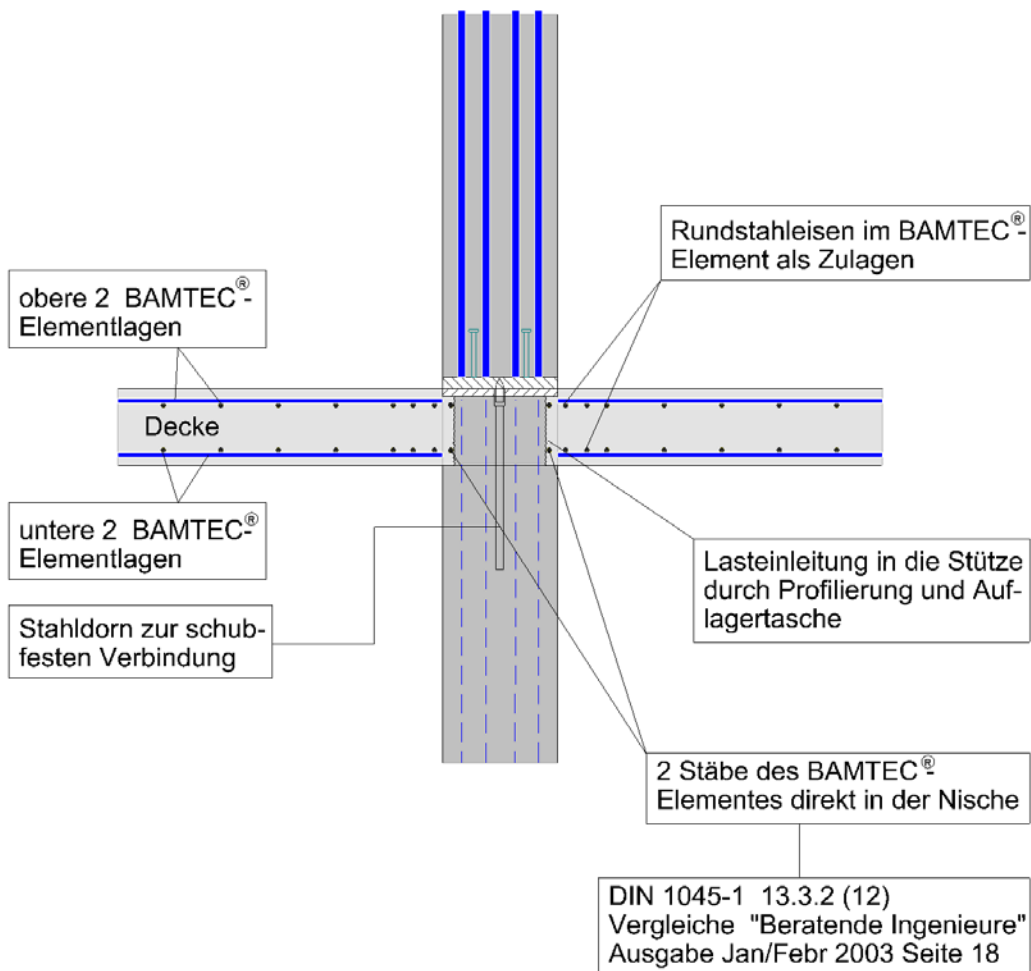 Rundstahleisen im BAMTEC®-
Element als Zulagen
obere 2 BAMTEC®-
Elementlagen
Decke
untere 2 BAMTEC®-
Elementlagen
Lasteinleitung in die Stütze
durch Profilierung und Auf-
lagertasche
Stahldorn zur schub-
festen Verbindung
2 Stäbe des BAMTEC®-
Elementes direkt in der Nische
DIN 1045-1 13.3.2 (12)
Vergleiche "Beratende Ingenieure"
Ausgabe Jan/Febr 2003 Seite 18